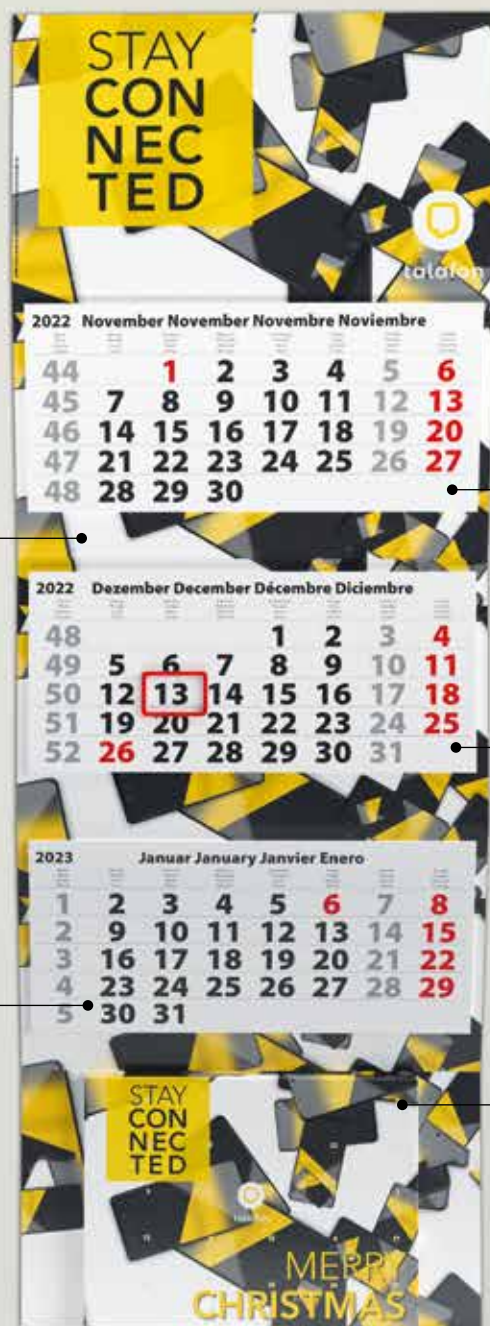 STAY
CON
NEC
TED
talafon
2022 November November Novembre Noviembre
44 1 2 3 4 5 6
45 7 8 9 10 11 12 13
46 14 15 16 17 18 19 20
47 21 22 23 24 25 26 27
48 28 29 30
2022 Dezember December Décembre Diciembre
48 1 2 3 4
49 5 6 7 8 9 10 11
50 12 13 14 15 16 17 18
51 19 20 21 22 23 24 25
52 26 27 28 29 30 31
2023 Januar January Janvier Enero
1 2 3 4 5 6 7 8
2 9 10 11 12 13 14 15
3 16 17 18 19 20 21 22
4 23 24 25 26 27 28 29
5 30 31
STAY
CON
NEC
TED
MERRY
CHRISTMAS